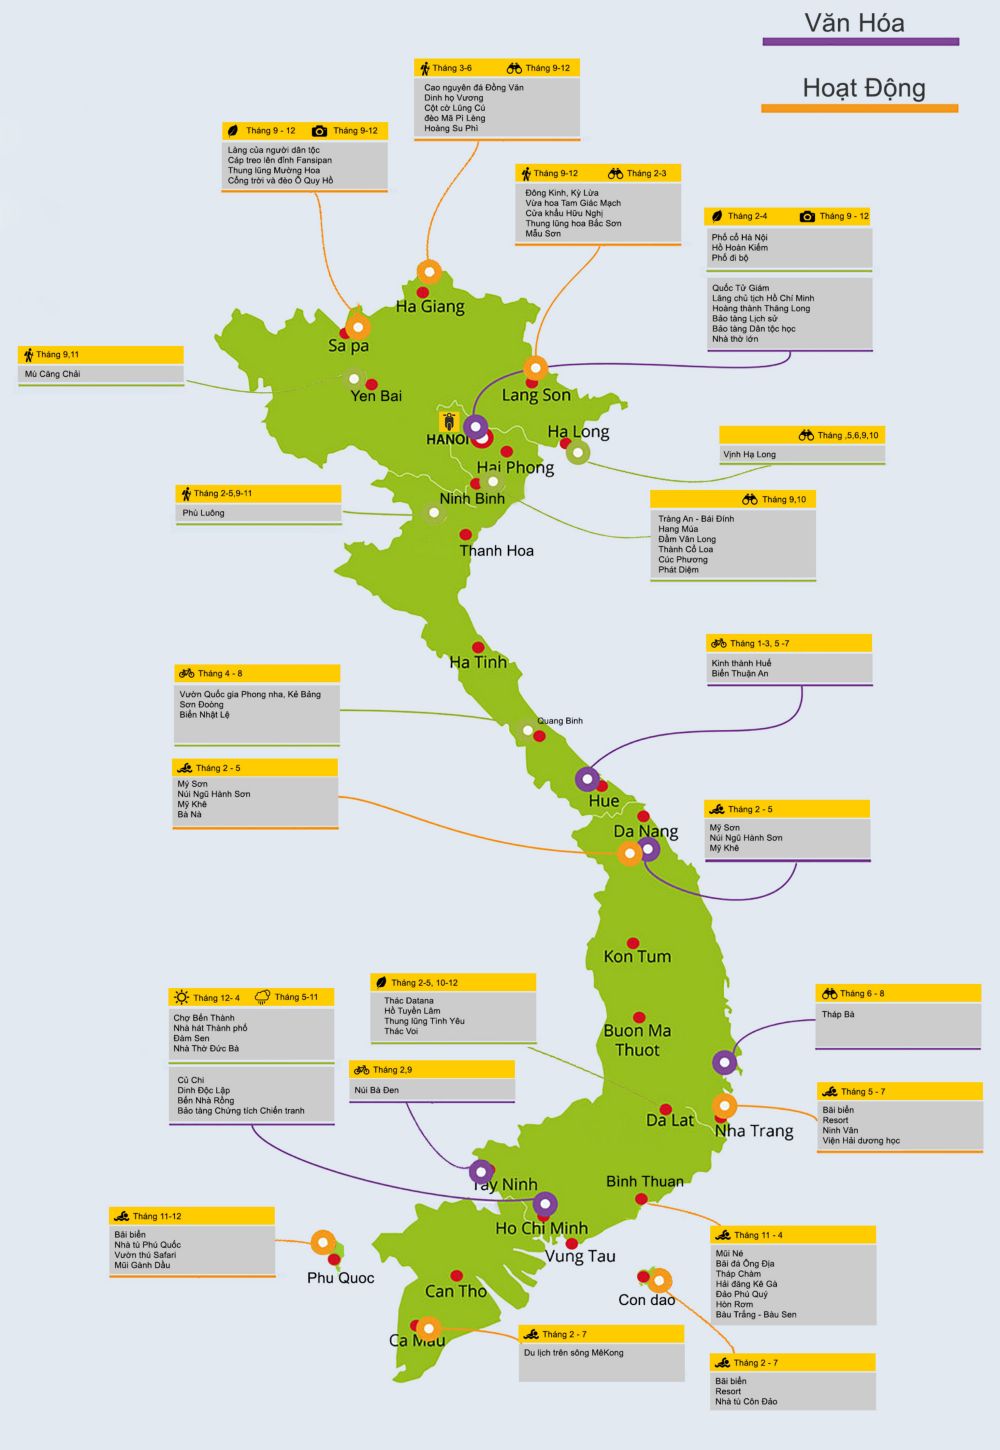 Văn Hóa
Hoạt Động
Tháng 3-6 Tháng 9-12
Cao nguyên đá Đồng Văn
Dinh họ Vương
Cột cờ Lũng Cú
đèo Mã Pì Lèng
Hoàng Su Phì
Tháng 9 - 12 Tháng 9-12
Làng của người dân tộc
Cáp treo lên đỉnh Fansipan
Thung lũng Mường Hoa
Cổng trời và đèo Ô Quy Hồ
Tháng 9-12 Tháng 2-3
Đông Kinh, Kỳ Lừa
Vừa hoa Tam Giác Mạch
Cửa khẩu Hữu Nghị
Thung lũng hoa Bắc Sơn
Mẫu Sơn
Tháng 2-4 Tháng 9 - 12
Phố cổ Hà Nội
Hồ Hoàn Kiếm
Phố đi bộ
Quốc Tử Giám
Lăng chủ tịch Hồ Chí Minh
Hoàng thành Thăng Long
Bảo tàng Lịch sử
Bảo tàng Dân tộc học
Nhà thờ lớn
Ha Giang
Sa pa
Tháng 9,11
Mù Căng Chải
Yen Bai
Lang Son
HANOI
Ha Long
Tháng ,5,6,9,10
Vịnh Hạ Long
Hai Phong
Ninh Binh
Tháng 2-5,9-11
Phù Luông
Tháng 9,10
Tràng An - Bái Đính
Hang Múa
Đầm Vân Long
Thành Cổ Loa
Cúc Phương
Phát Diệm
Thanh Hoa
Tháng 1-3, 5 -7
Kinh thành Huế
Biển Thuận An
Ha Tinh
Tháng 4 - 8
Vườn Quốc gia Phong nha, Kẻ Bàng
Sơn Đoòng
Biển Nhật Lệ
Quang Binh
Tháng 2 - 5
Mỹ Sơn
Núi Ngũ Hành Sơn
Mỹ Khê
Bà Nà
Hue
Da Nang
Tháng 2 - 5
Mỹ Sơn
Núi Ngũ Hành Sơn
Mỹ Khê
Kon Tum
Tháng 2-5, 10-12
Thác Datana
Hồ Tuyền Lâm
Thung lũng Tình Yêu
Thác Voi
Tháng 6 - 8
Tháp Bà
Tháng 12- 4 Tháng 5-11
Chợ Bến Thành
Nhà hát Thành phố
Đầm Sen
Nhà Thờ Đức Bà
Củ Chi
Dinh Độc Lập
Bến Nhà Rồng
Bảo tàng Chứng tích Chiến tranh
Buon Ma
Thuot
Tháng 2,9
Núi Bà Đen
Tháng 5 - 7
Bãi biển
Resort
Ninh Vân
Viện Hải dương học
Da Lat
Nha Trang
Tay Ninh
Bình Thuan
Tháng 11-12
Bãi biển
Nhà tù Phú Quốc
Vườn thú Safari
Mũi Gành Dầu
Ho Chi Minh
Vung Tau
Tháng 11 - 4
Mũi Né
Bãi đá Ông Địa
Tháp Chàm
Hải đăng Kê Gà
Đảo Phú Quý
Hòn Rơm
Bàu Trắng - Bàu Sen
Phu Quoc
Can Tho
Con dao
Ca Mau
Tháng 2 - 7
Du lịch trên sông MêKong
Tháng 2 - 7
Bãi biển
Resort
Nhà tù Côn Đảo